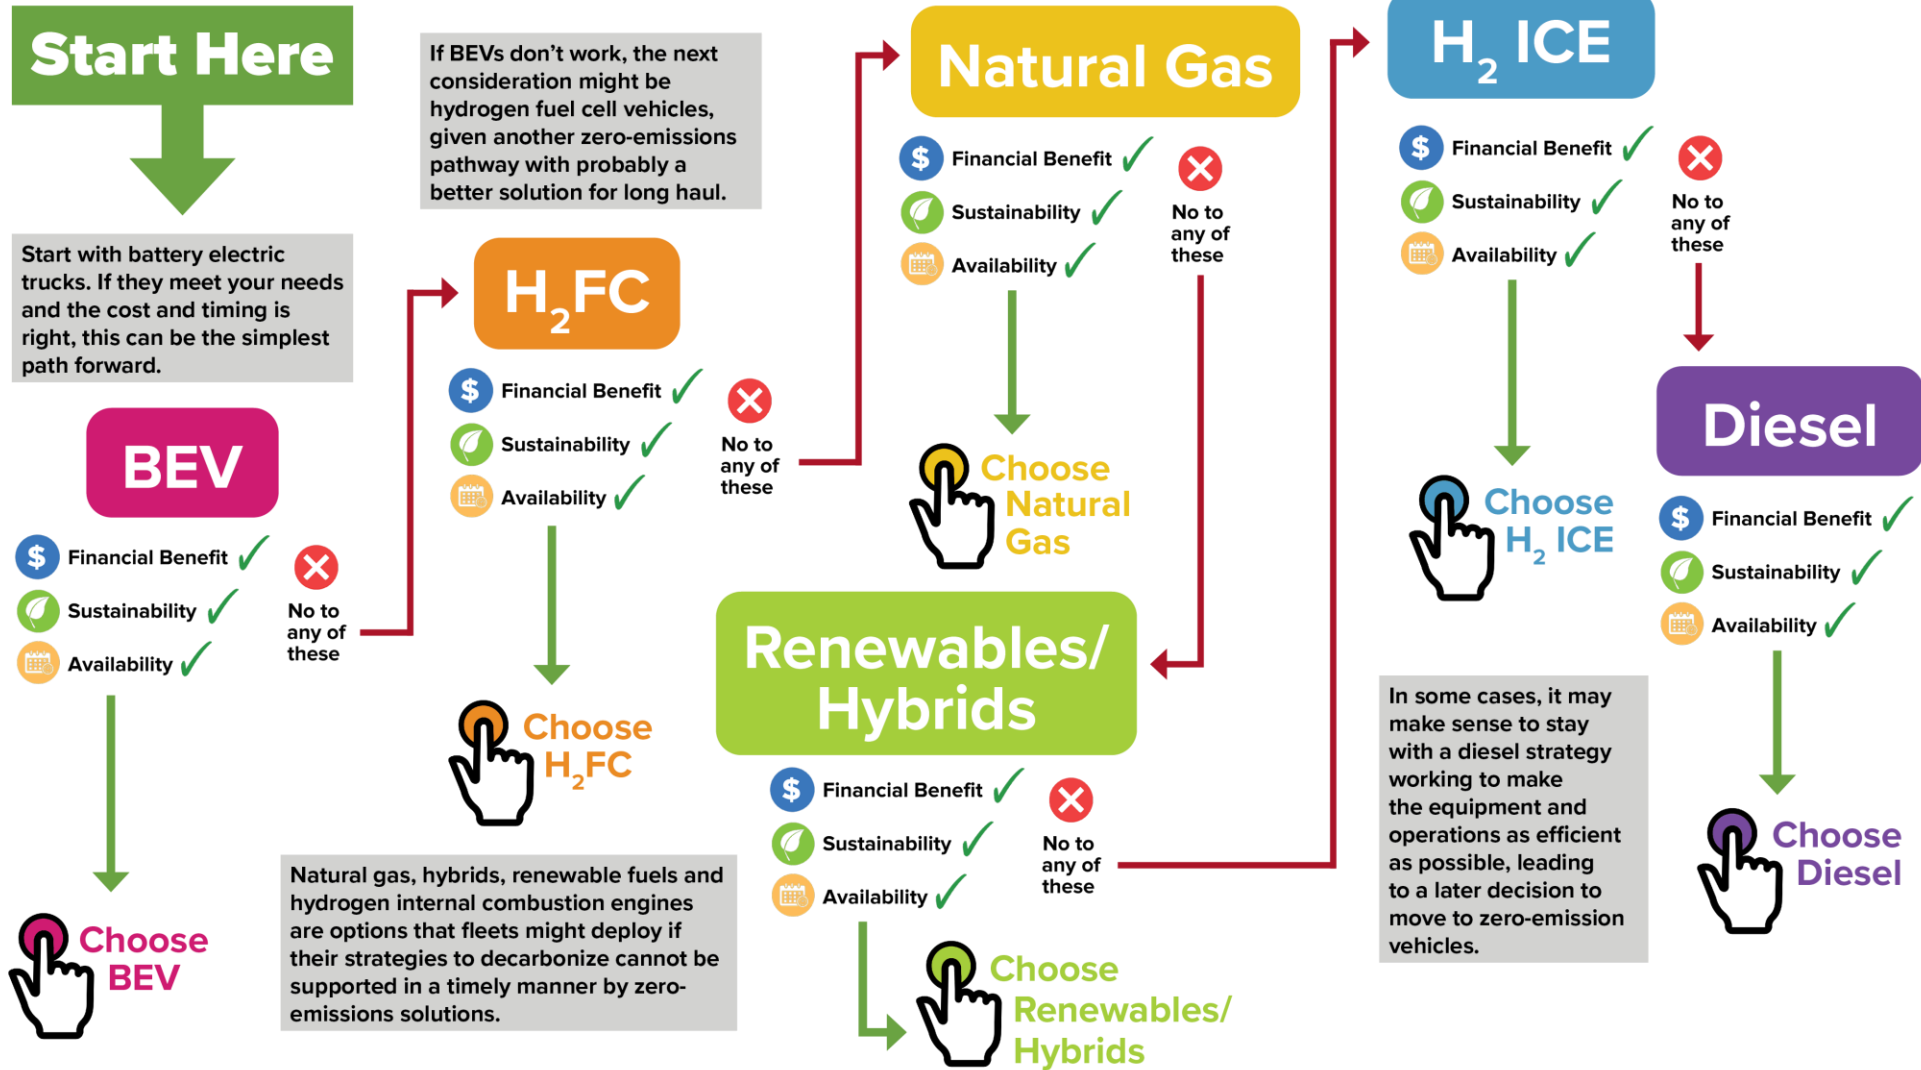 Start Here
Start with battery electric
trucks. If they meet your needs
and the cost and timing is
right, this can be the simplest
path forward.
BEV
$ Financial Benefit
Sustainability
Availability
No to
any of
these
Choose
BEV
If BEVs don't work, the next
consideration might be
hydrogen fuel cell vehicles,
given another zero-emissions
pathway with probably a
better solution for long haul.
H₂FC
$ Financial Benefit
Sustainability
Availability
No to
any of
these
Choose
H₂FC
Natural gas, hybrids, renewable fuels and
hydrogen internal combustion engines
are options that fleets might deploy if
their strategies to decarbonize cannot be
supported in a timely manner by zero-
emissions solutions.
Natural Gas
$ Financial Benefit
Sustainability
Availability
No to
any of
these
Choose
Natural
Gas
Renewables/
Hybrids
$ Financial Benefit
Sustainability
Availability
No to
any of
these
Choose
Renewables/
Hybrids
H₂ ICE
$ Financial Benefit
Sustainability
Availability
No to
any of
these
Choose
H₂ ICE
In some cases, it may
make sense to stay
with a diesel strategy
working to make
the equipment and
operations as efficient
as possible, leading
to a later decision to
move to zero-emission
vehicles.
Diesel
$ Financial Benefit
Sustainability
Availability
Choose
Diesel